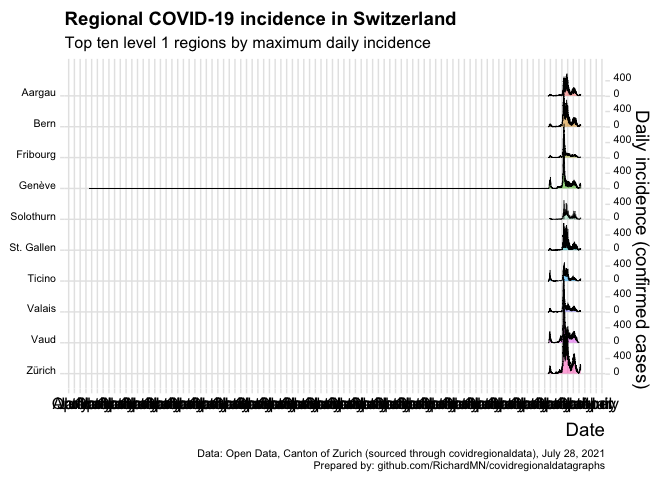 Regional COVID-19 incidence in Switzerland
Top ten level 1 regions by maximum daily incidence
Aargau
Bern
Fribourg
Genève
Solothurn
St. Gallen
Ticino
Valais
Vaud
Zürich
400
0
400
0
400
0
400
0
400
0
400
0
400
0
400
0
400
0
400
0
Daily incidence (confirmed cases)
Date
Data: Open Data, Canton of Zurich (sourced through covidregionaldata), July 28, 2021
Prepared by: github.com/RichardMN/covidregionaldatagraphs